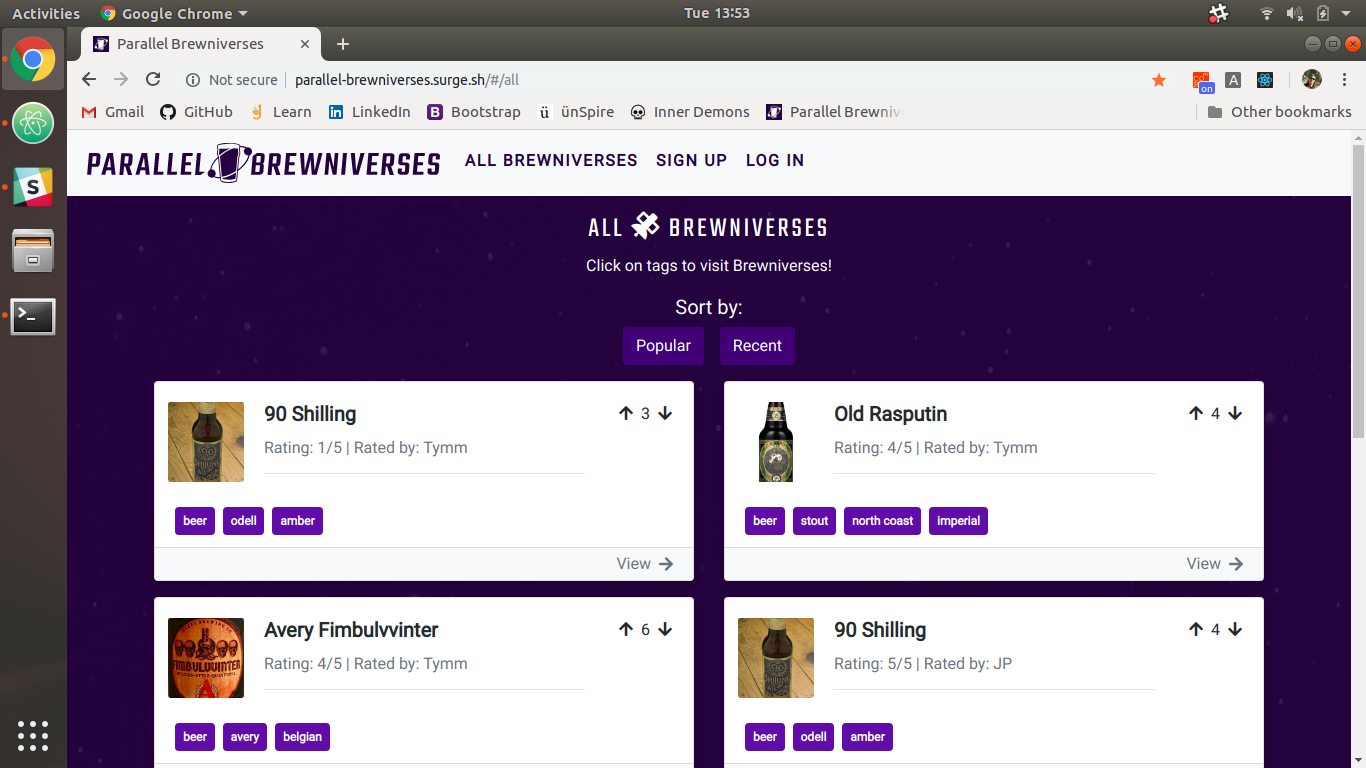 Activities Google Chrome Tue 13:53
Parallel Brewniverses
Not secure parallel-brewniverses.surge.sh/#/all A on
Gmail GitHub Learn LinkedIn B Bootstrap ü ünSpire Inner Demons Parallel Brewniv Other bookmarks
PARALLEL BREWNIVERSES ALL BREWNIVERSES SIGN UP LOG IN
ALL BREWNIVERSES
Click on tags to visit Brewniverses!
Sort by:
Popular Recent
90 Shilling 3
Rating: 1/5 | Rated by: Tymm
beer odell amber
View
Old Rasputin 4
Rating: 4/5 | Rated by: Tymm
beer stout north coast imperial
View
Avery Fimbulvvinter 6
FIMBULVVINTER
Rating: 4/5 | Rated by: Tymm
beer avery belgian
90 Shilling 4
Rating: 5/5 | Rated by: JP
beer odell amber